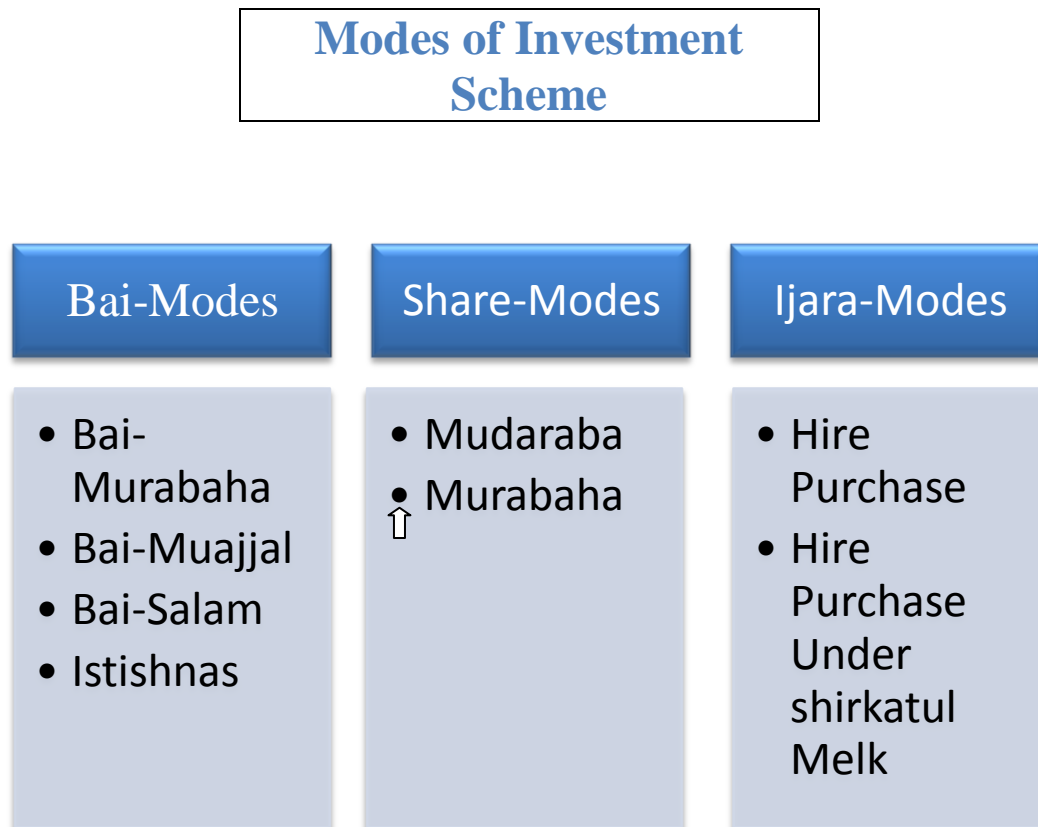 Modes of Investment
Scheme
Bai-Modes
• Bai-
Murabaha
• Bai-Muajjal
• Bai-Salam
• Istishnas
Share-Modes
• Mudaraba
• Murabaha
Ijara-Modes
• Hire
Purchase
• Hire
Purchase
Under
shirkatul
Melk